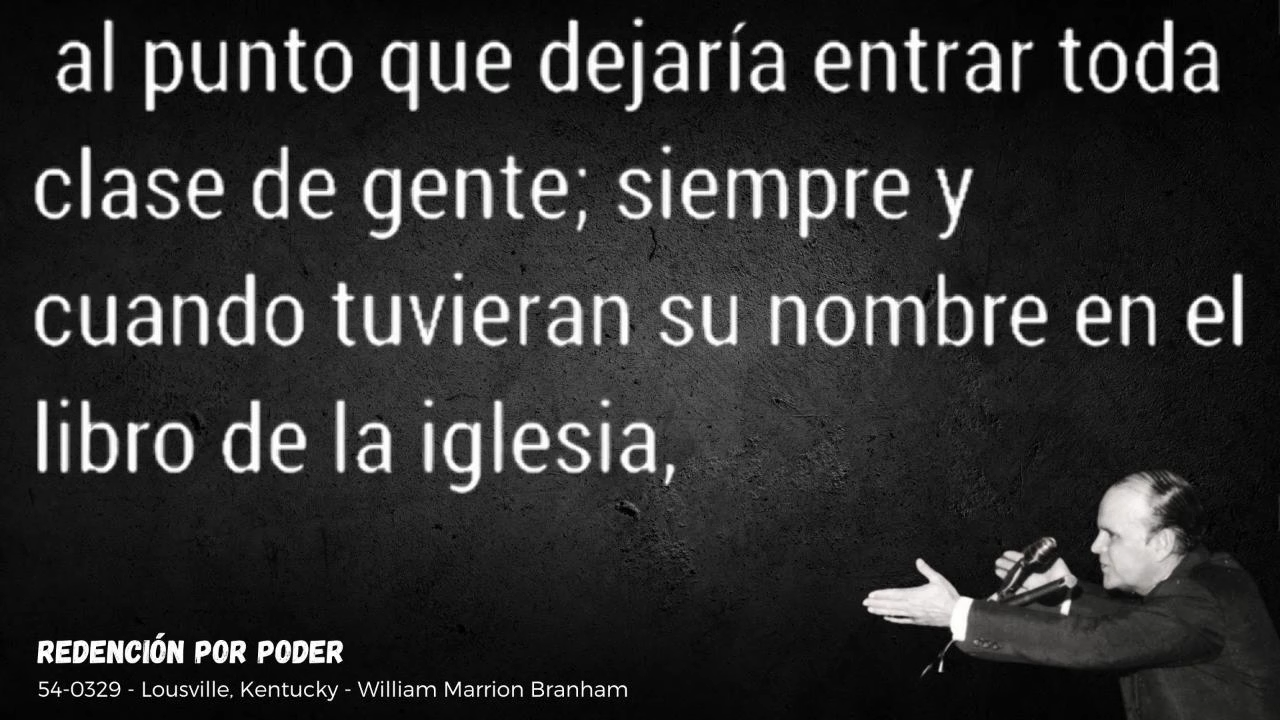 al punto que dejaría entrar toda
clase de gente; siempre y
cuando tuvieran su nombre en el
libro de la iglesia,
REDENCIÓN POR PODER
54-0329 - Lousville, Kentucky - William Marrion Branham